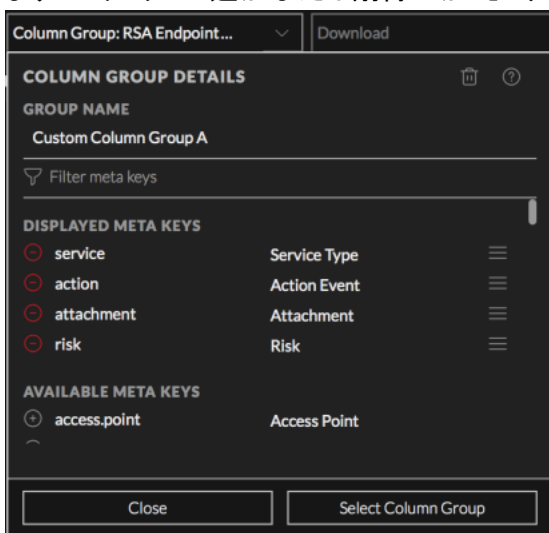 Column Group: RSA Endpoint... Download
COLUMN GROUP DETAILS
GROUP NAME
Custom Column Group A
Filter meta keys
DISPLAYED META KEYS
service Service Type
action Action Event
attachment Attachment
risk Risk
AVAILABLE META KEYS
access.point Access Point
Close Select Column Group